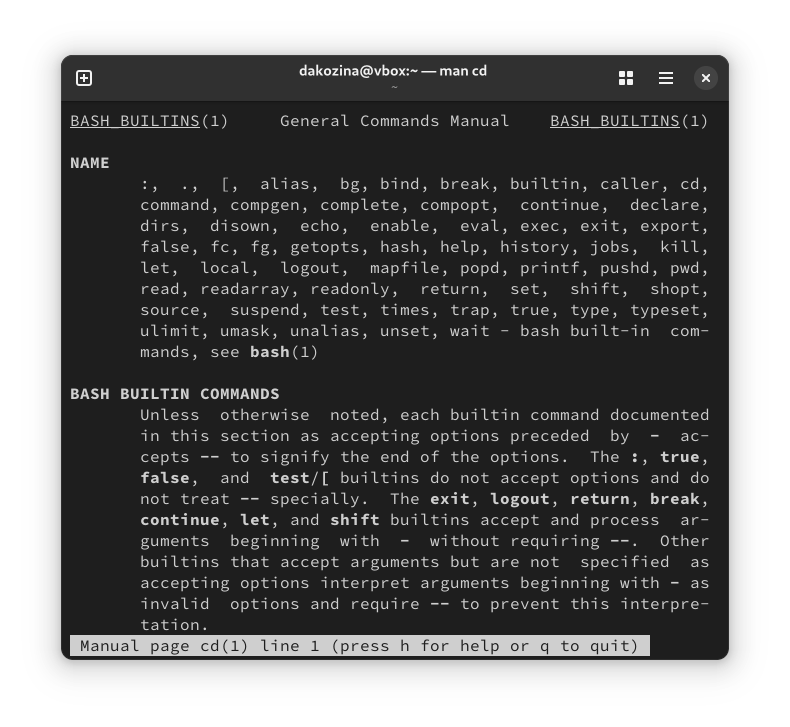 dakozina@vbox:~ — man cd
~
BASH_BUILTINS(1) General Commands Manual BASH_BUILTINS(1)
NAME
:, ., [, alias, bg, bind, break, builtin, caller, cd,
command, compgen, complete, compopt, continue, declare,
dirs, disown, echo, enable, eval, exec, exit, export,
false, fc, fg, getopts, hash, help, history, jobs, kill,
let, local, logout, mapfile, popd, printf, pushd, pwd,
read, readarray, readonly, return, set, shift, shopt,
source, suspend, test, times, trap, true, type, typeset,
ulimit, umask, unalias, unset, wait - bash built-in com-
mands, see bash(1)
BASH BUILTIN COMMANDS
Unless otherwise noted, each builtin command documented
in this section as accepting options preceded by - ac-
cepts -- to signify the end of the options. The :, true,
false, and test/[ builtins do not accept options and do
not treat -- specially. The exit, logout, return, break,
continue, let, and shift builtins accept and process ar-
guments beginning with - without requiring --. Other
builtins that accept arguments but are not specified as
accepting options interpret arguments beginning with - as
invalid options and require -- to prevent this interpre-
tation.
Manual page cd(1) line 1 (press h for help or q to quit)